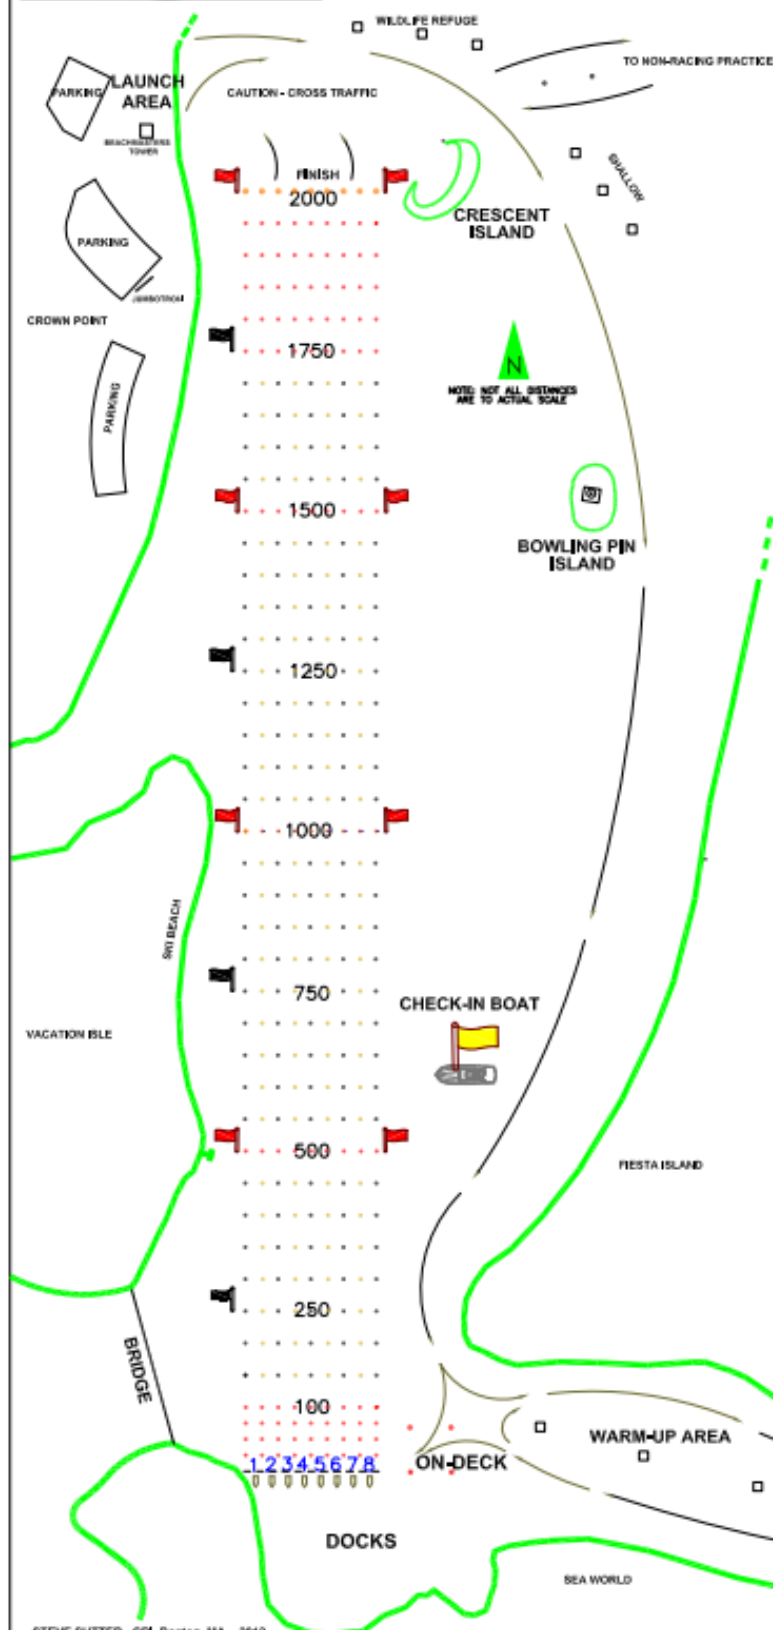 WILDLIFE REFUGE
TO NON-RACING PRACTICE
LAUNCH
AREA
PARKING
CAUTION - CROSS TRAFFIC
BEACHMASTERS
TOWER
SHALLOW
FINISH
2000
CRESCENT
ISLAND
PARKING
JUMBOTRON
CROWN POINT
1750
N
NOTE: NOT ALL DISTANCES
ARE TO ACTUAL SCALE
PARKING
1500
BOWLING PIN
ISLAND
1250
1000
SKI BEACH
750
CHECK-IN BOAT
VACATION ISLE
500
FIESTA ISLAND
250
BRIDGE
100
WARM-UP AREA
1 2 3 4 5 6 7 8
ON-DECK
DOCKS
SEA WORLD